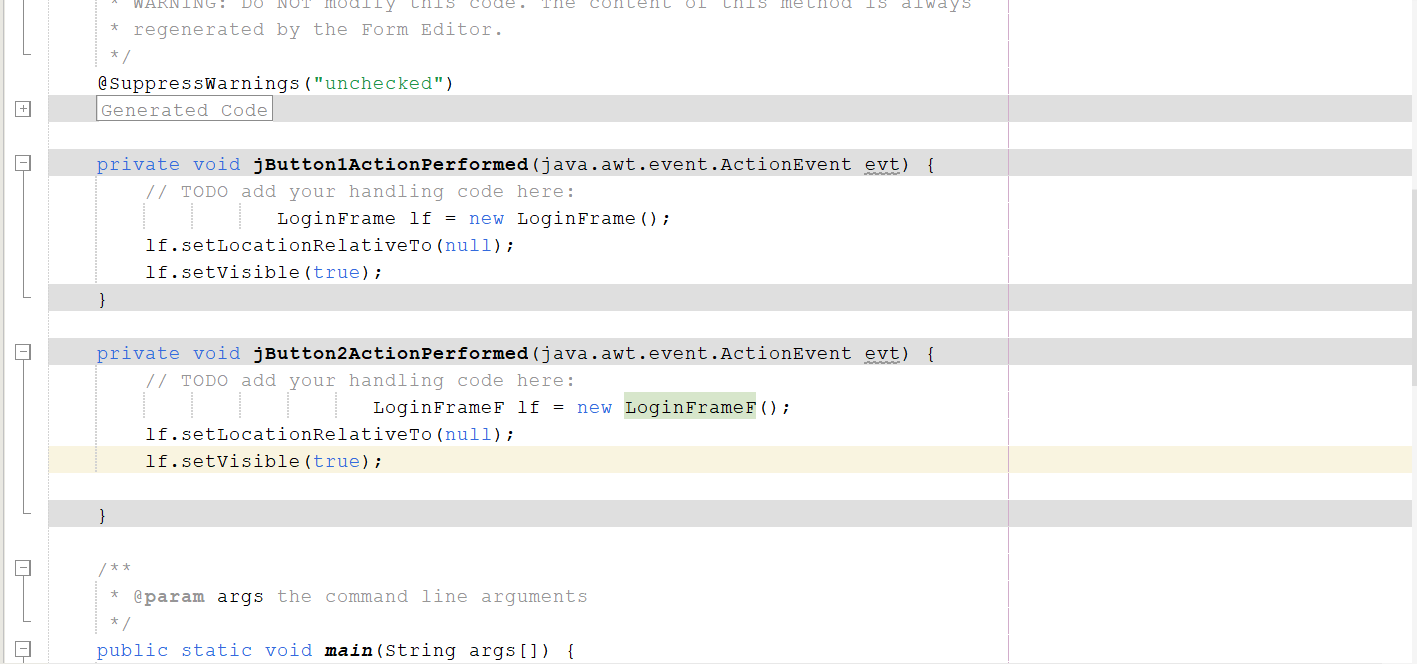 * WARNING: Do NOT modify this code. The content of this method is always
* regenerated by the Form Editor.
*/
@SuppressWarnings("unchecked")
Generated Code
private void jButton1ActionPerformed(java.awt.event.ActionEvent evt) {
// TODO add your handling code here:
LoginFrame lf = new LoginFrame();
lf.setLocationRelativeTo(null);
lf.setVisible(true);
}
private void jButton2ActionPerformed(java.awt.event.ActionEvent evt) {
// TODO add your handling code here:
LoginFrameF lf = new LoginFrameF();
lf.setLocationRelativeTo(null);
lf.setVisible(true);
}
/**
* @param args the command line arguments
*/
public static void main(String args[]) {